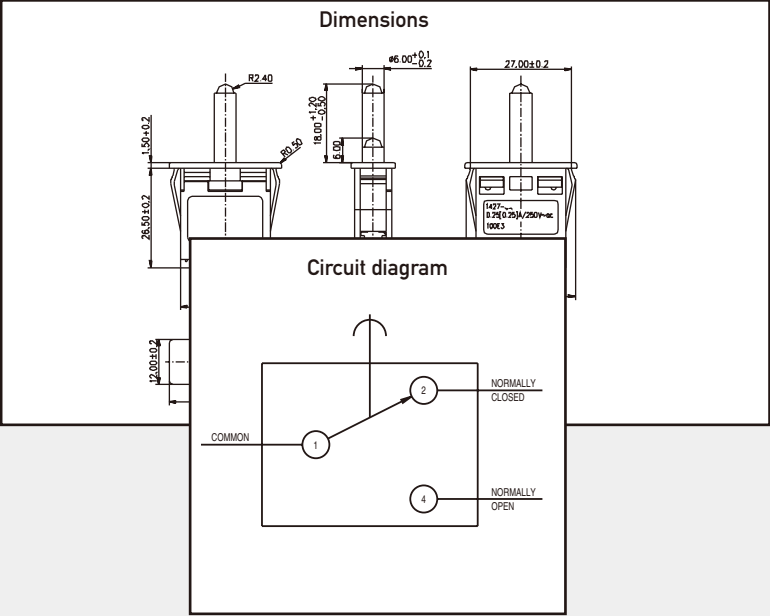 Dimensions
R2.40
ø6.00+0.1 -0.2
27.00±0.2
18.00+1.20 -0.50
6.00
1.50±0.2
R0.50
26.50±0.2
1427-
0.25[0.25]A/250V~ac
100E3
Circuit diagram
12.00±0.2
2
NORMALLY
CLOSED
COMMON
1
4
NORMALLY
OPEN